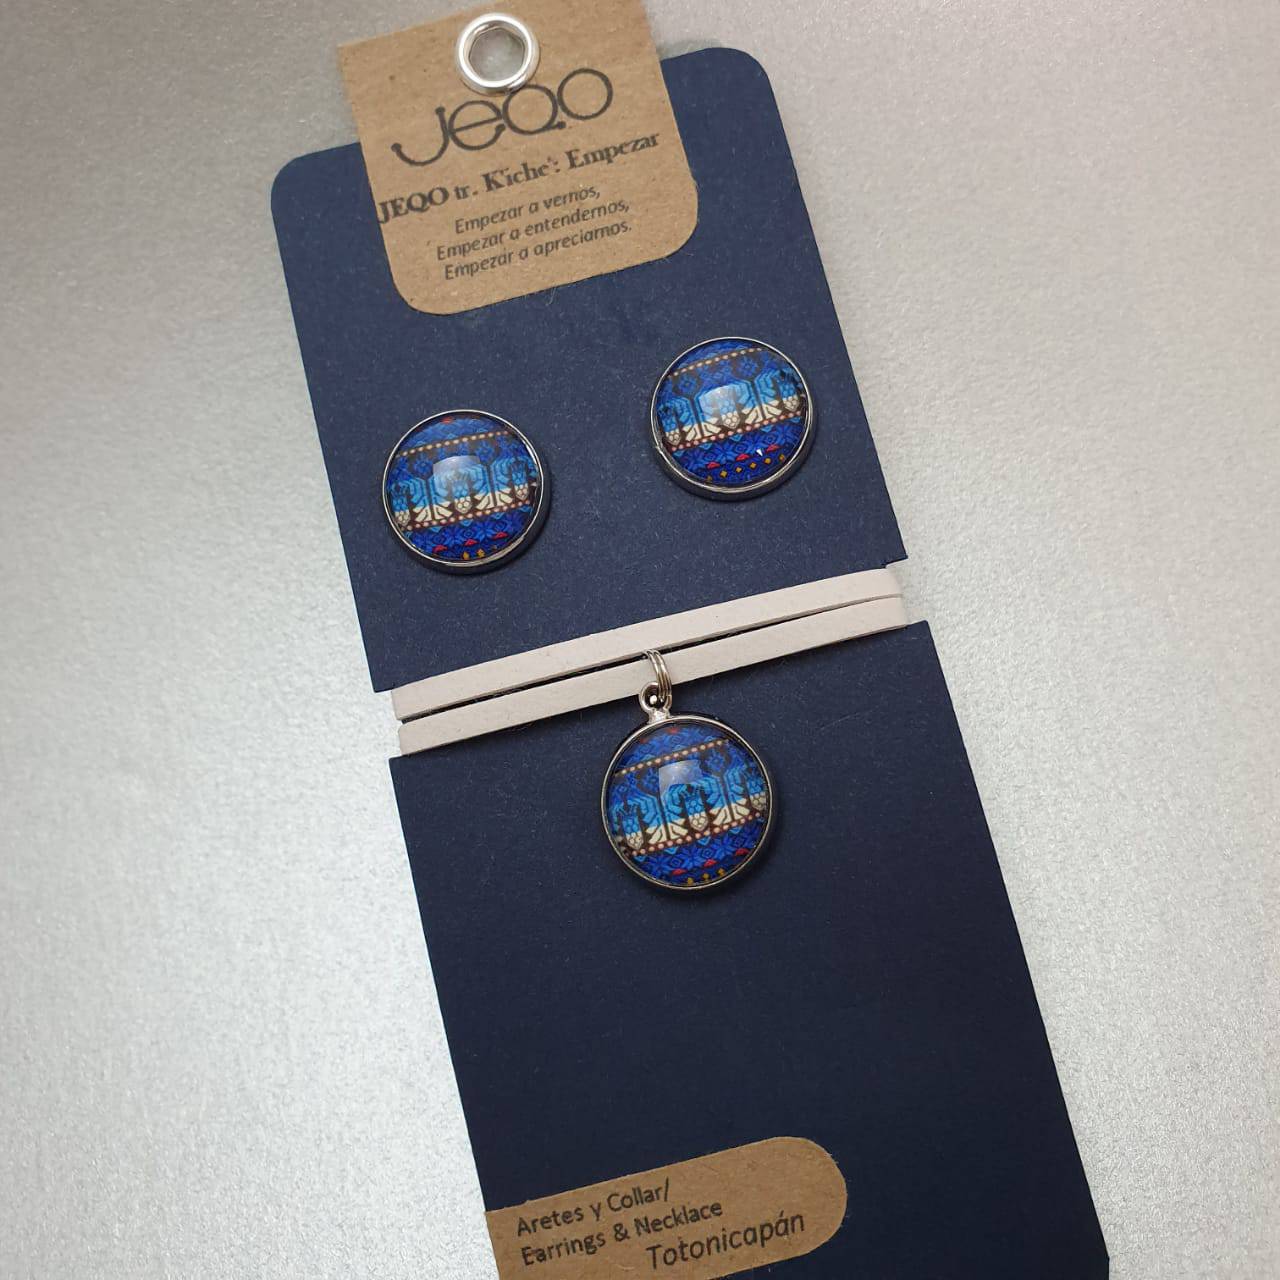 JEQO
JEQO tr. K'iche': Empezar
Empezar a vernos,
Empezar a entendernos,
Empezar a apreciarnos.
Aretes y Collar/
Earrings & Necklace
Totonicapán